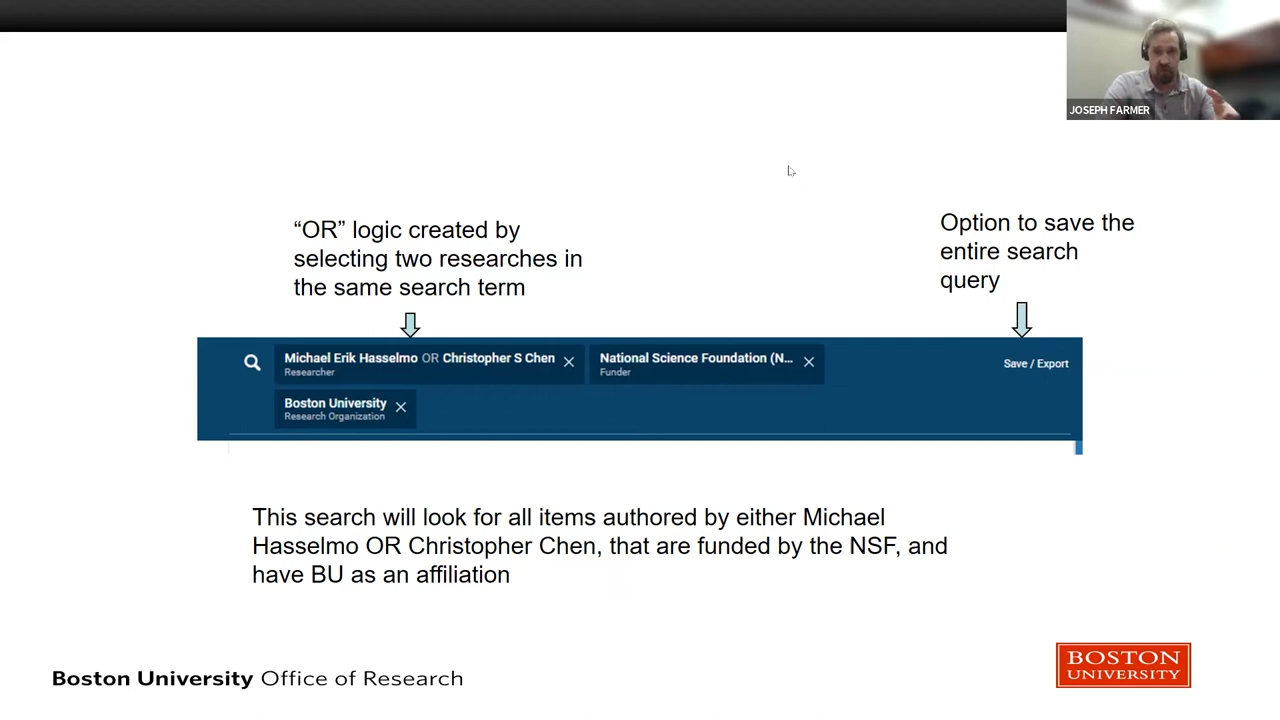 JOSEPH FARMER
“OR” logic created by
selecting two researches in
the same search term
Option to save the
entire search
query
Michael Erik Hasselmo OR Christopher S Chen
Researcher
National Science Foundation (N...
Funder
Save / Export
Boston University
Research Organization
This search will look for all items authored by either Michael
Hasselmo OR Christopher Chen, that are funded by the NSF, and
have BU as an affiliation
Boston University Office of Research
BOSTON
UNIVERSITY